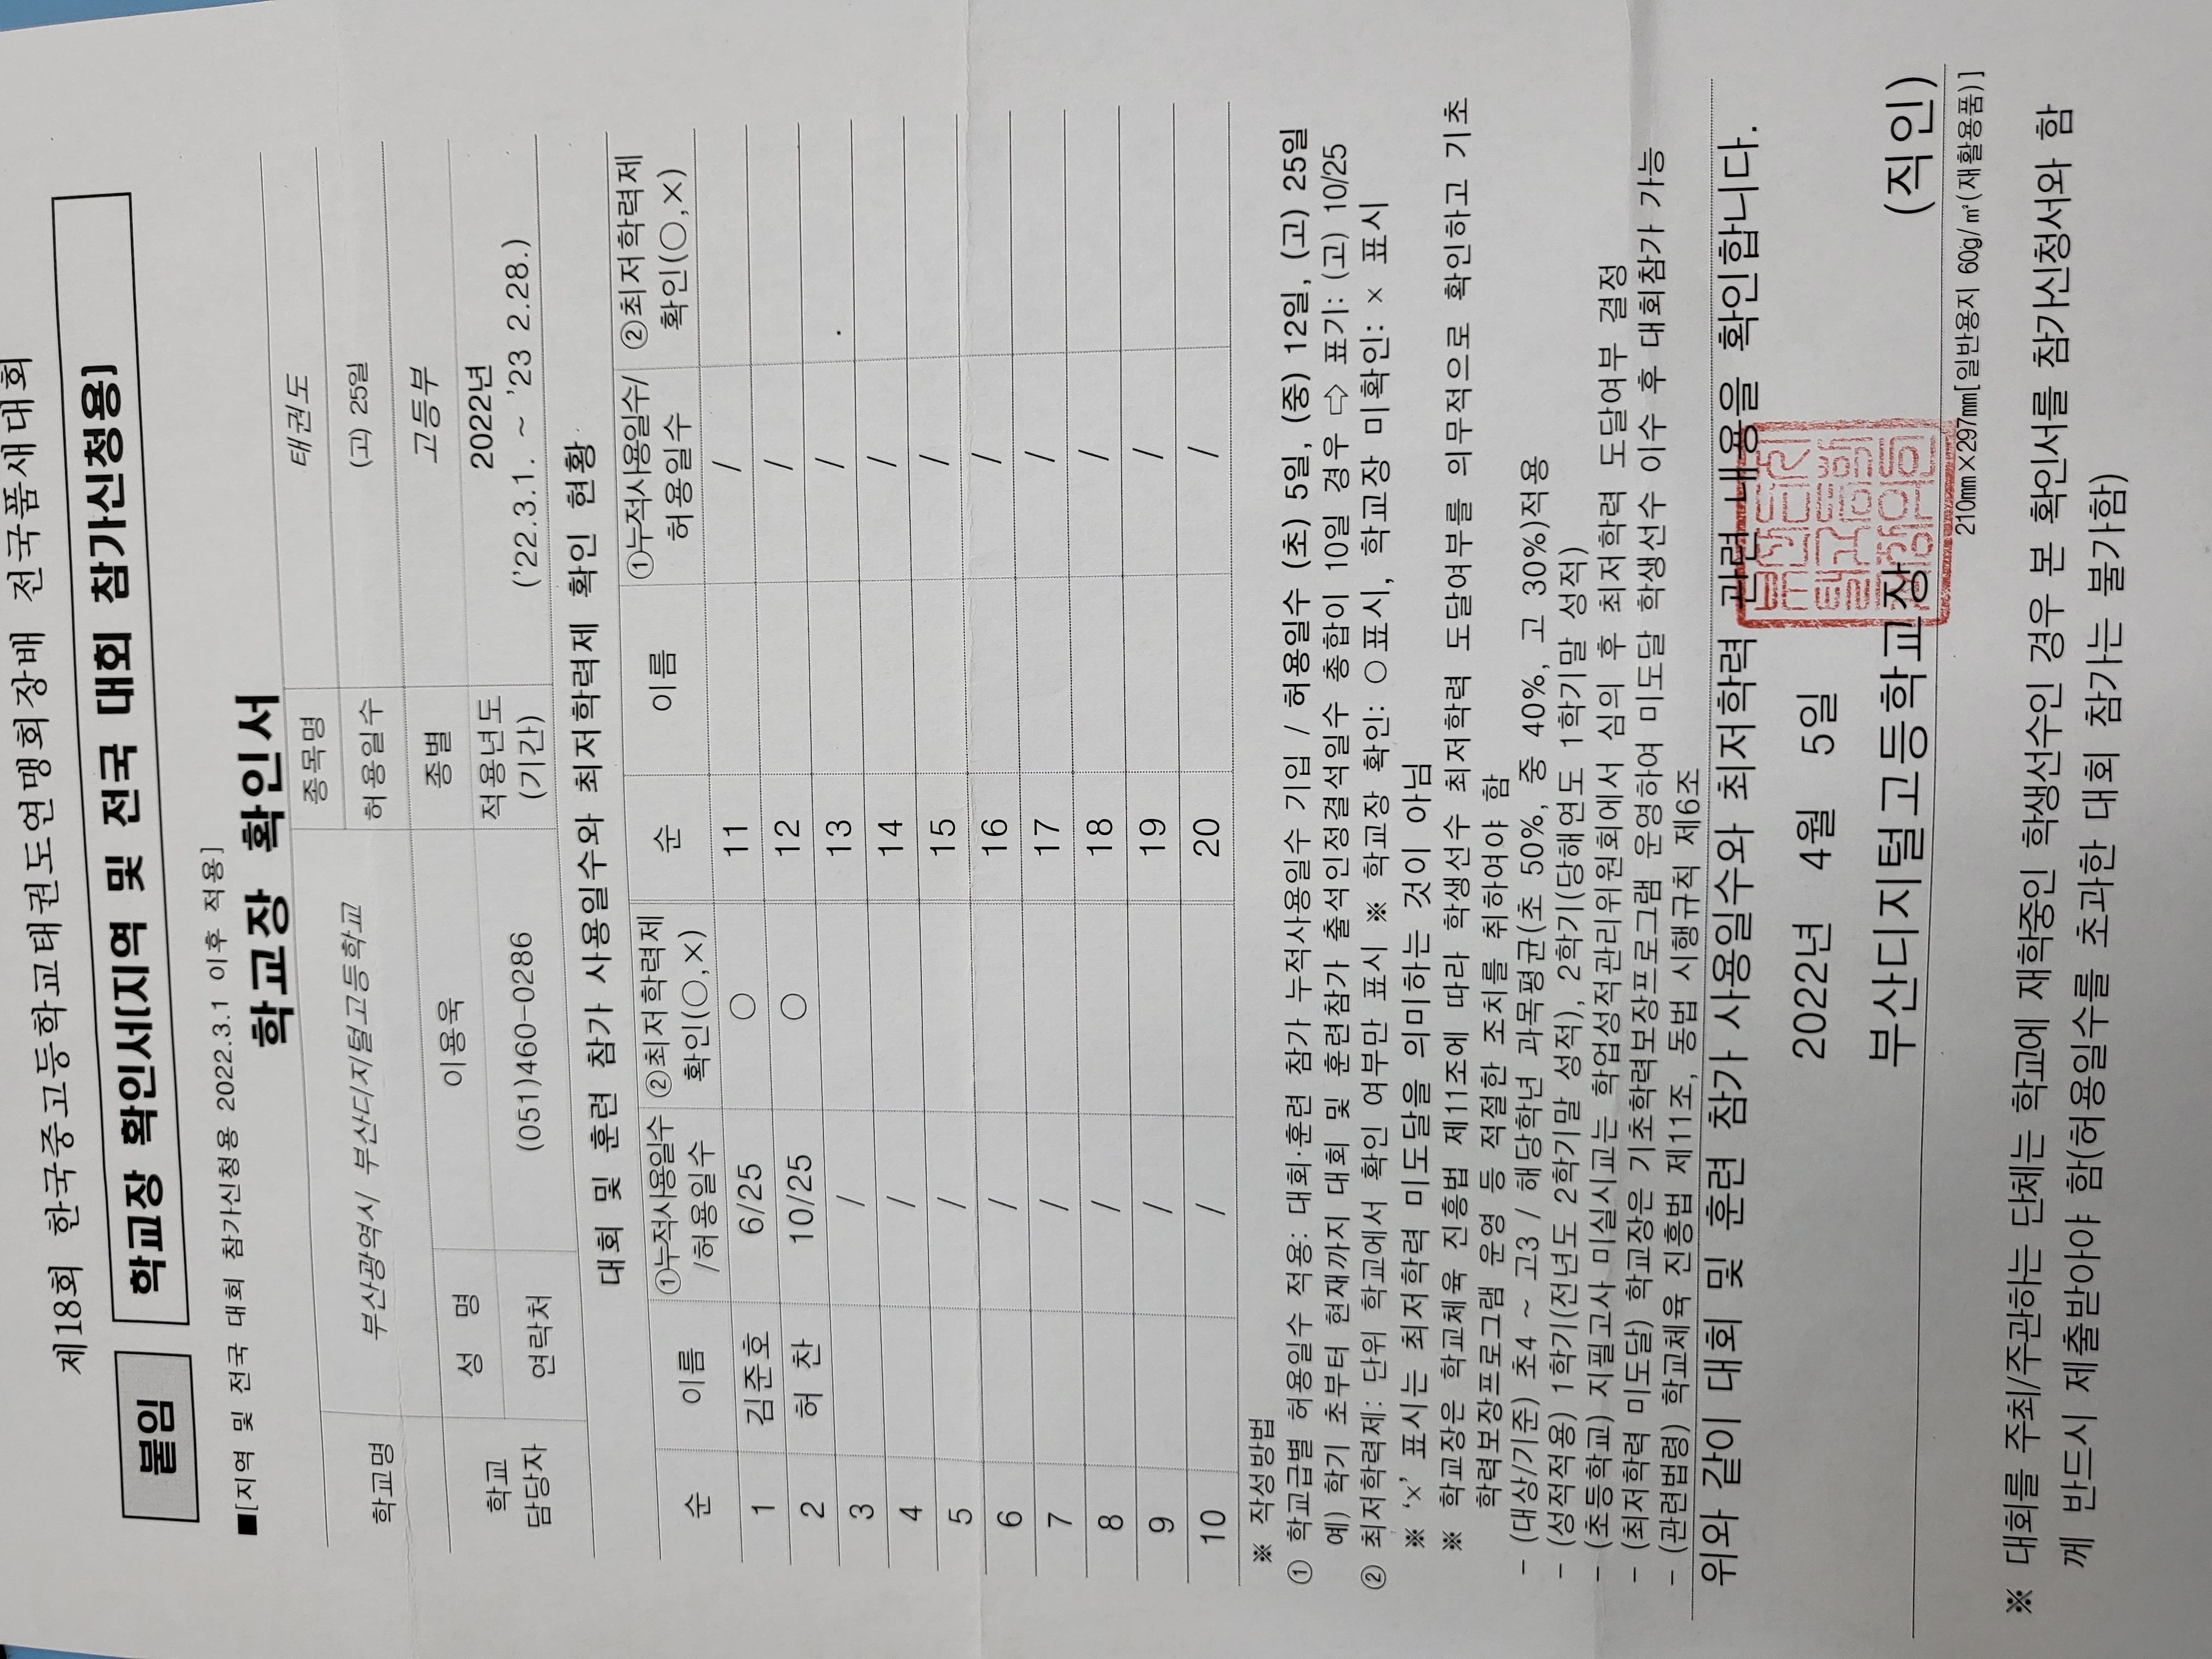 제18회 한국중고등학교태권도연맹회장배 전국품새대회
붙임 학교장 확인서(지역 및 전국 대회 참가신청용)
■[지역 및 전국 대회 참가신청용 2022.3.1 이후 적용]
학교장 확인서
학교명 부산광역시/ 부산디지털고등학교 종목명 태권도
허용일수 (고) 25일
학교 담당자 성 명 이용욱 종별 고등부
연락처 (051)460-0286 적용년도 (기간) 2022년
('22.3.1. ~ '23 2.28.)
대회 및 훈련 참가 사용일수와 최저학력제 확인 현황
순 이름 ①누적사용일수 /허용일수 ②최저학력제 확인(○,×) 순 이름 ①누적사용일수/ 허용일수 ②최저학력제 확인(○,×)
1 김준호 6/25 ○ 11 /
2 허 찬 10/25 ○ 12 /
3 / 13 /
4 / 14 /
5 / 15 /
6 / 16 /
7 / 17 /
8 / 18 /
9 / 19 /
10 / 20 /
※ 작성방법
① 학교급별 허용일수 적용: 대회·훈련 참가 누적사용일수 기입 / 허용일수 (초) 5일, (중) 12일, (고) 25일
예) 학기 초부터 현재까지 대회 및 훈련참가 출석인정결석일수 총합이 10일 경우 ⇨ 표기: (고) 10/25
② 최저학력제: 단위 학교에서 확인 여부만 표시 ※ 학교장 확인: ○표시, 학교장 미확인: × 표시
※ '×' 표시는 최저학력 미도달을 의미하는 것이 아님
※ 학교장은 학교체육 진흥법 제11조에 따라 학생선수 최저학력 도달여부를 의무적으로 확인하고 기초
학력보장프로그램 운영 등 적절한 조치를 취하여야 함
- (대상/기준) 초4 ~ 고3 / 해당학년 과목평균(초 50%, 중 40%, 고 30%)적용
- (성적적용) 1학기(전년도 2학기말 성적), 2학기(당해연도 1학기말 성적)
- (초등학교) 지필고사 미실시교는 학업성적관리위원회에서 심의 후 최저학력 도달여부 결정
- (최저학력 미도달) 학교장은 기초학력보장프로그램 운영하여 미도달 학생선수 이수 후 대회참가 가능
- (관련법령) 학교체육 진흥법 제11조, 동법 시행규칙 제6조
위와 같이 대회 및 훈련 참가 사용일수와 최저학력 관련 내용을 확인합니다.
2022년 4월 5일
부산디지털고등학교장 (직인)
210㎜×297㎜[일반용지 60g/㎡(재활용품)]
※ 대회를 주최/주관하는 단체는 학교에 재학중인 학생선수인 경우 본 확인서를 참가신청서와 함
께 반드시 제출받아야 함(허용일수를 초과한 대회 참가는 불가함)